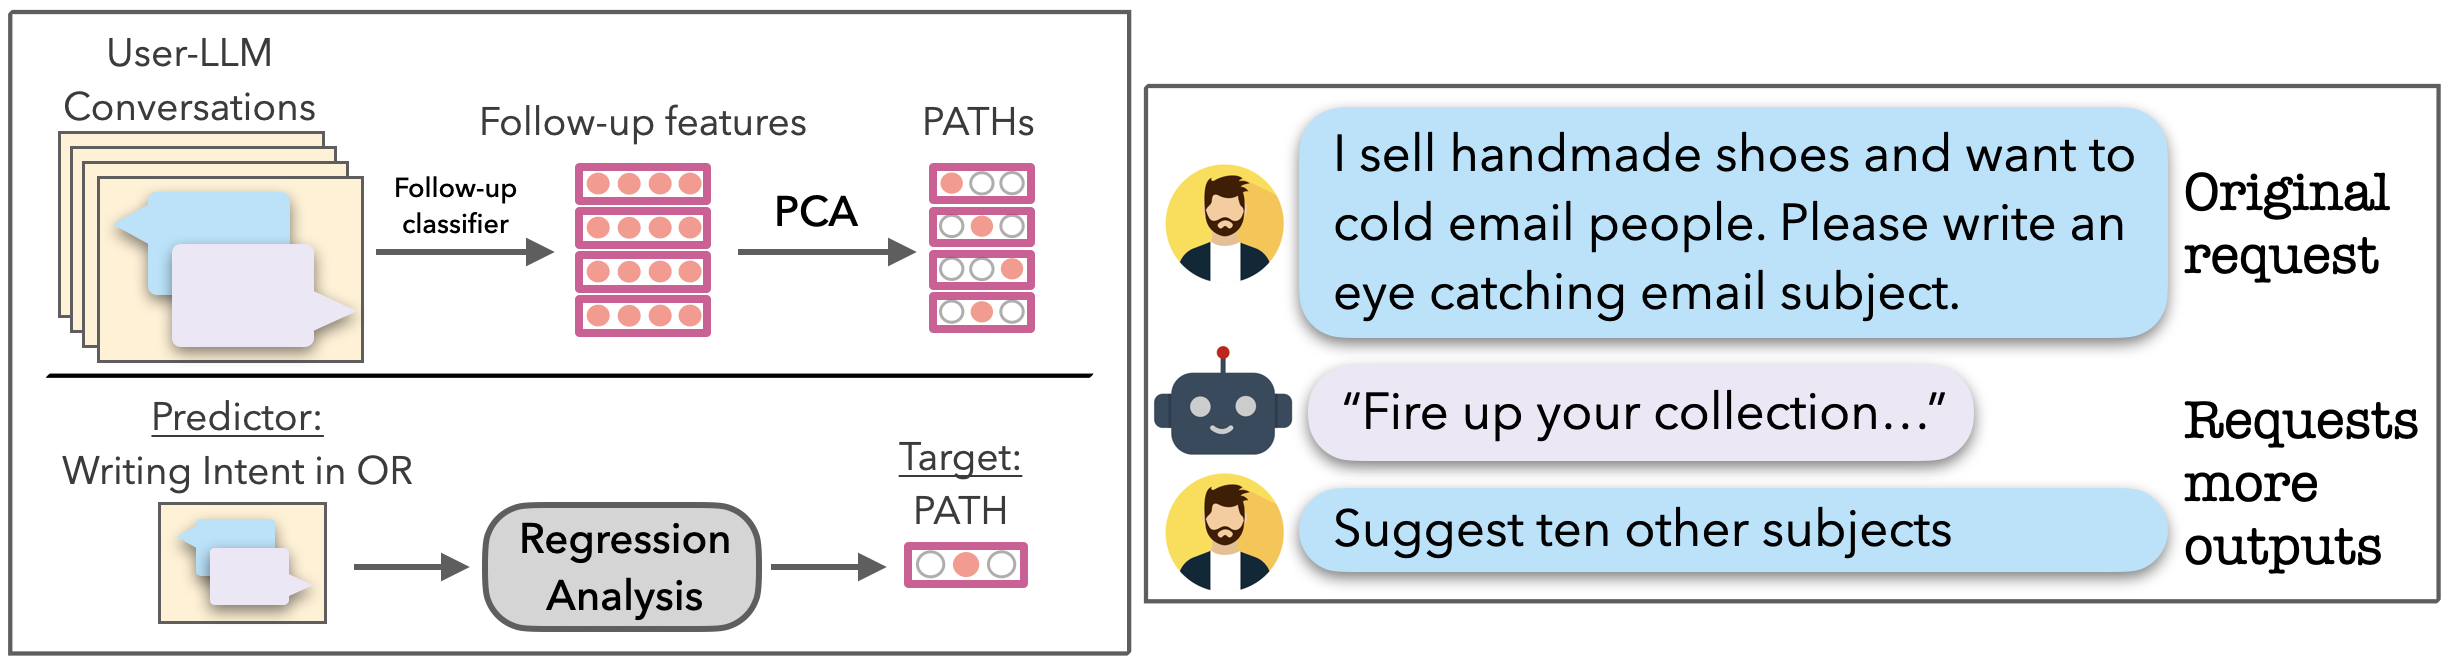 User-LLM
Conversations
Follow-up
classifier
Follow-up features
PCA
PATHs
Predictor:
Writing Intent in OR
Regression
Analysis
Target:
PATH
I sell handmade shoes and want to
cold email people. Please write an
eye catching email subject.
Original
request
“Fire up your collection…”
Suggest ten other subjects
Requests
more
outputs